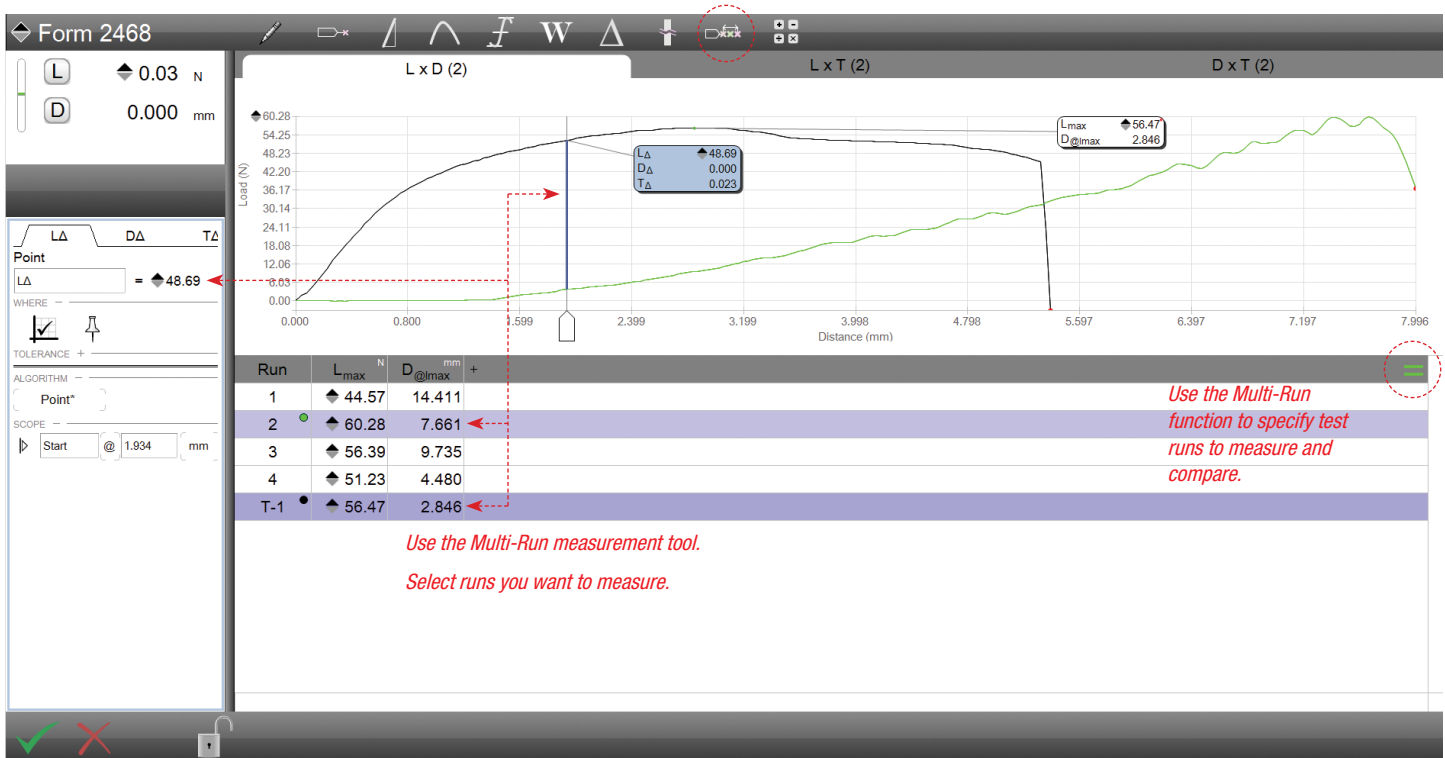 Form 2468
W
L 0.03 N
D 0.000 mm
L x D (2) L x T (2) D x T (2)
60.28
54.25
48.23
42.20
36.17
30.14
24.11
18.08
12.06
6.03
0.00
Load (N)
Lmax 56.47
D@lmax 2.846
LΔ 48.69
DΔ 0.000
TΔ 0.023
0.000 0.800 1.599 2.399 3.199 3.998 4.798 5.597 6.397 7.197 7.996
Distance (mm)
LΔ DΔ TΔ
Point
LΔ = 48.69
WHERE −
TOLERANCE +
ALGORITHM −
Point*
SCOPE −
Start @ 1.934 mm
Run Lmax N D@lmax mm +
1 44.57 14.411
2 60.28 7.661
3 56.39 9.735
4 51.23 4.480
T-1 56.47 2.846
Use the Multi-Run
function to specify test
runs to measure and
compare.
Use the Multi-Run measurement tool.
Select runs you want to measure.